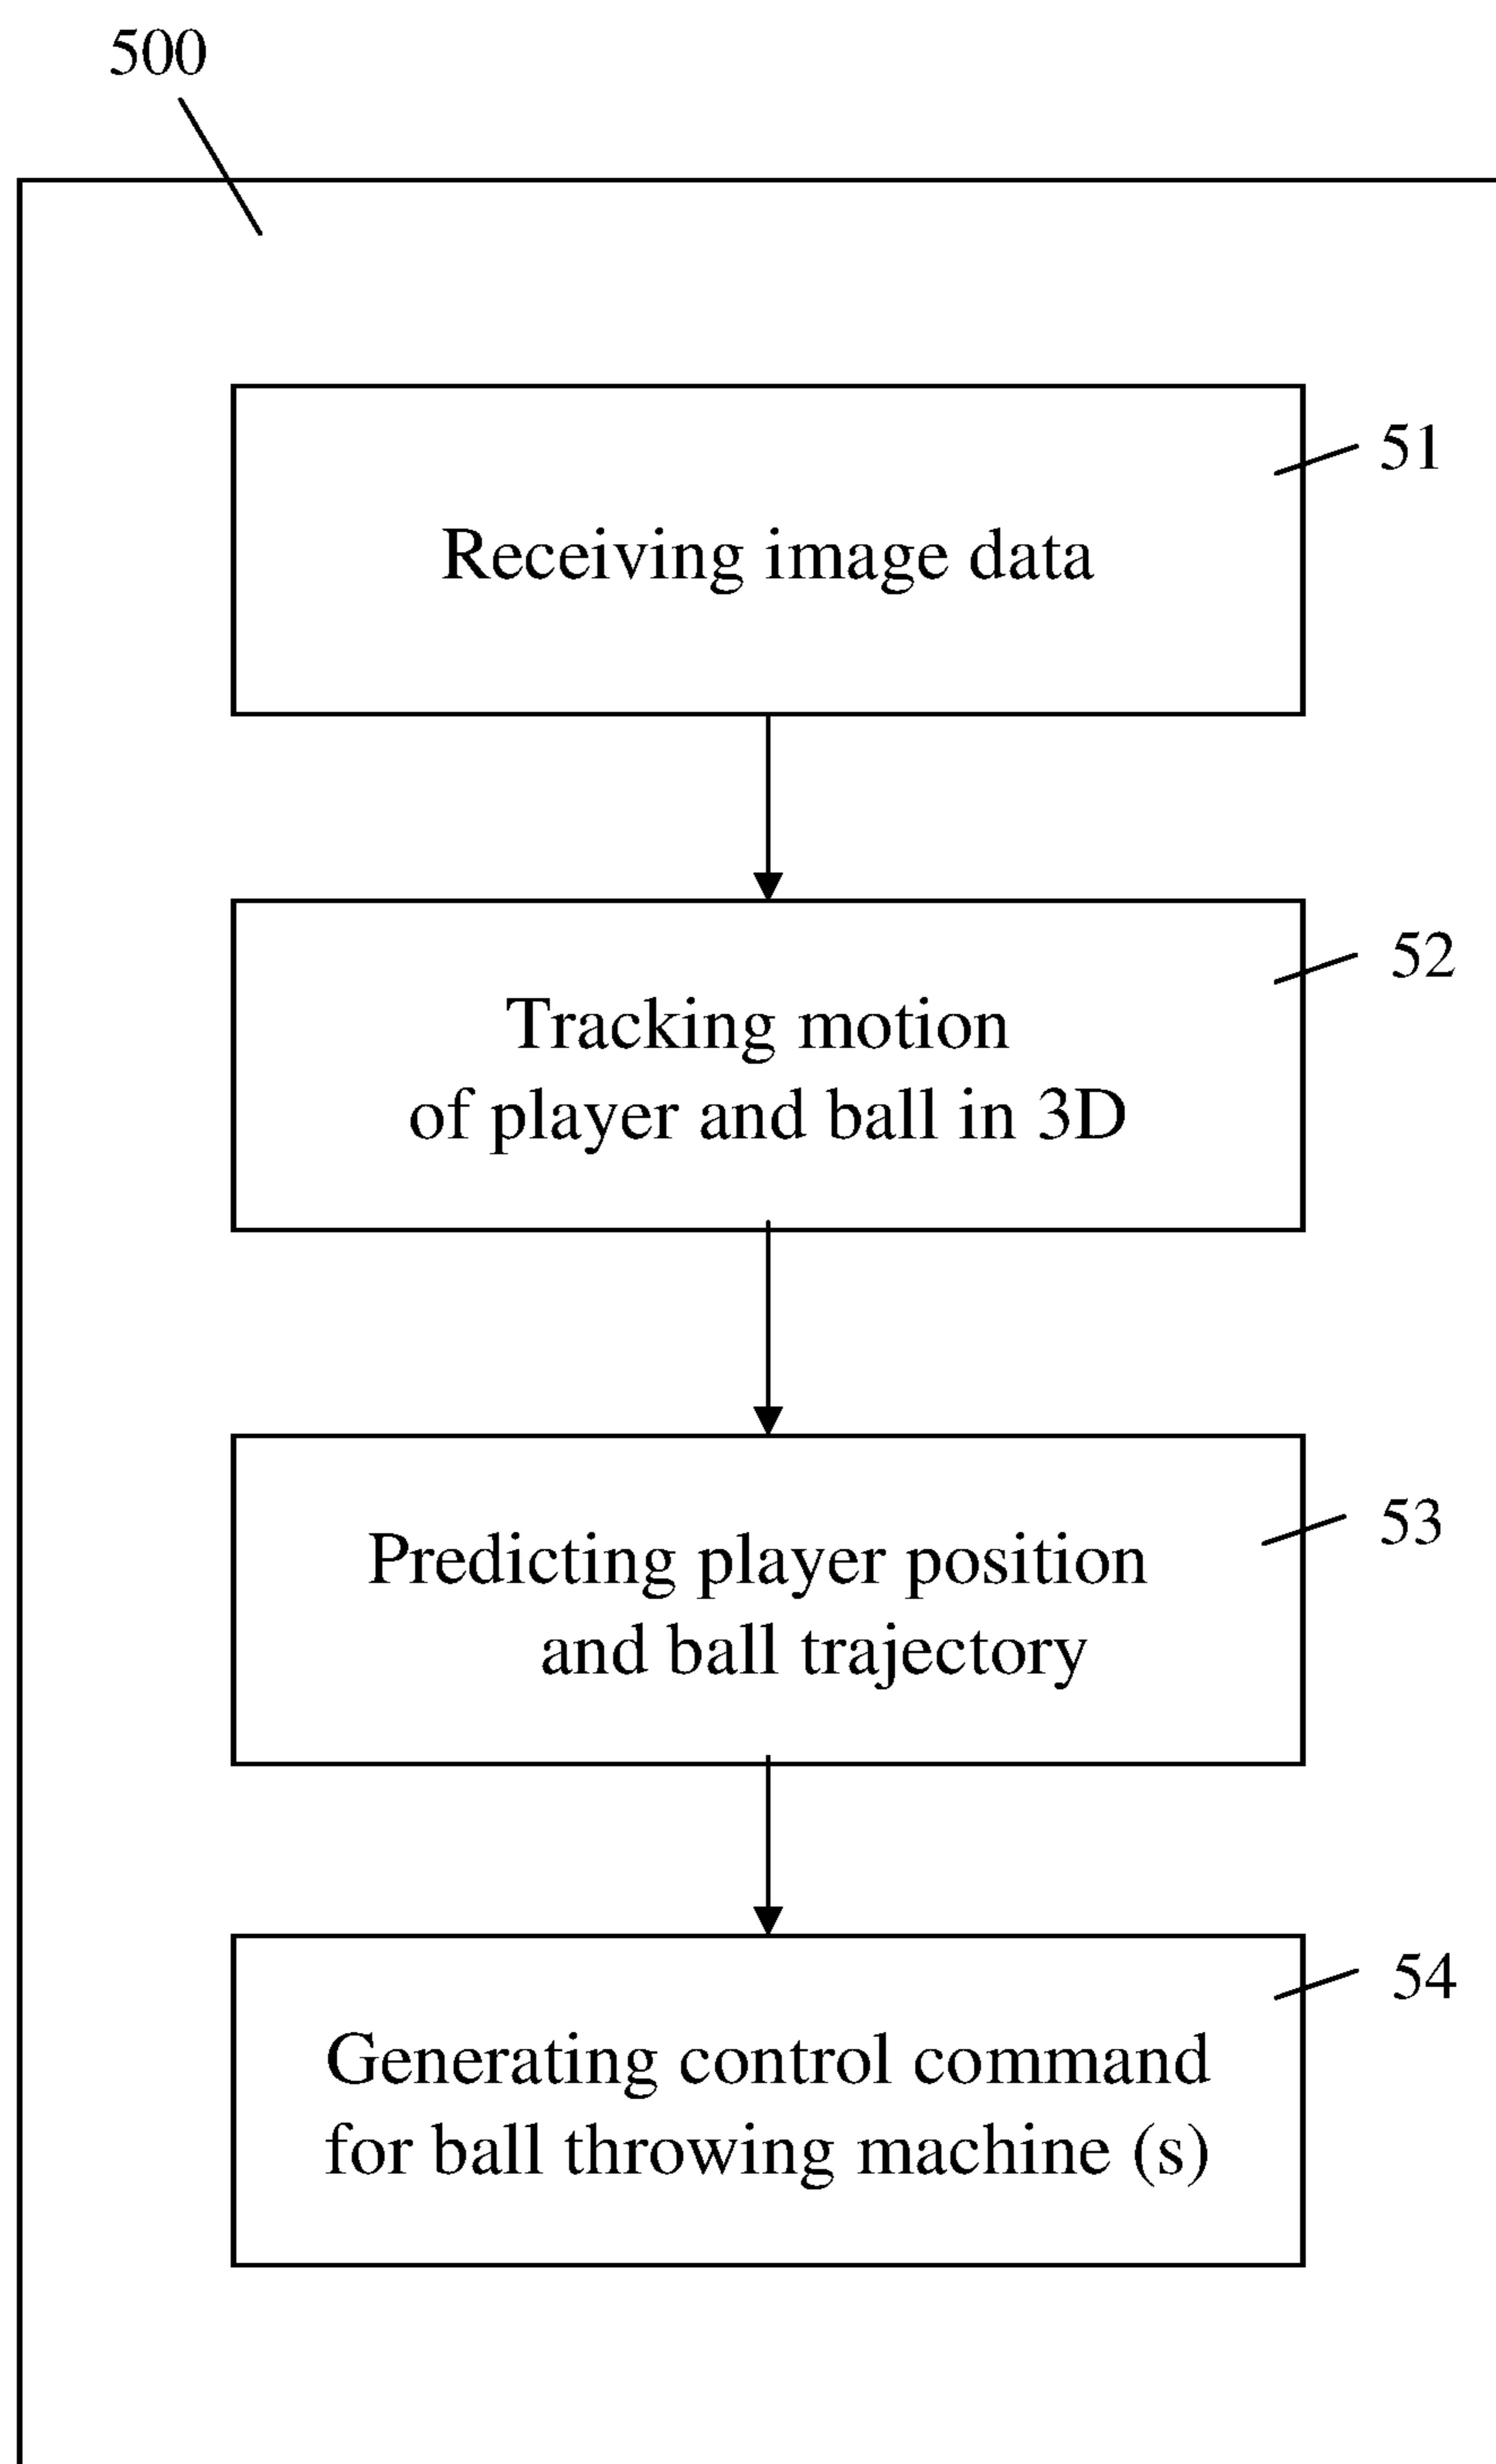 500
51
Receiving image data
52
Tracking motion
of player and ball in 3D
53
Predicting player position
and ball trajectory
54
Generating control command
for ball throwing machine (s)